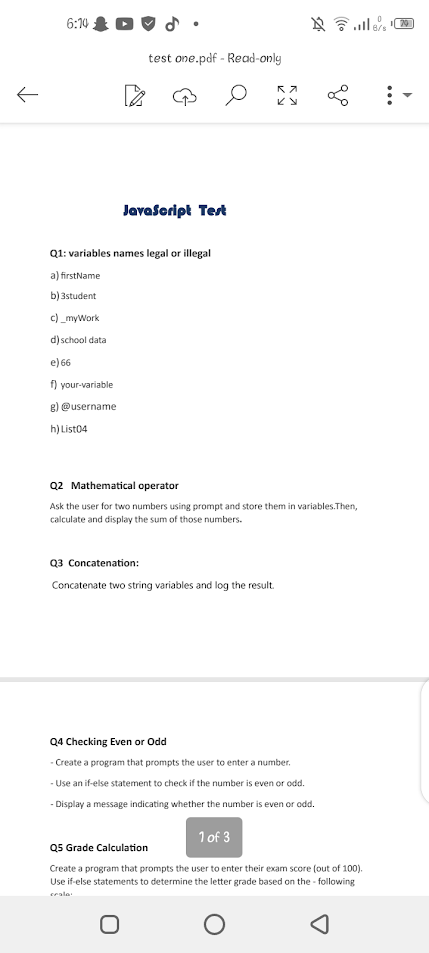 6:14
0
B/s
70
test one.pdf - Read-only
JavaScript Test
Q1: variables names legal or illegal
a) firstName
b) 3student
c) _myWork
d) school data
e) 66
f) your-variable
g) @username
h) List04
Q2 Mathematical operator
Ask the user for two numbers using prompt and store them in variables.Then,
calculate and display the sum of those numbers.
Q3 Concatenation:
Concatenate two string variables and log the result.
Q4 Checking Even or Odd
- Create a program that prompts the user to enter a number.
- Use an if-else statement to check if the number is even or odd.
- Display a message indicating whether the number is even or odd.
1 of 3
Q5 Grade Calculation
Create a program that prompts the user to enter their exam score (out of 100).
Use if-else statements to determine the letter grade based on the - following
scale: